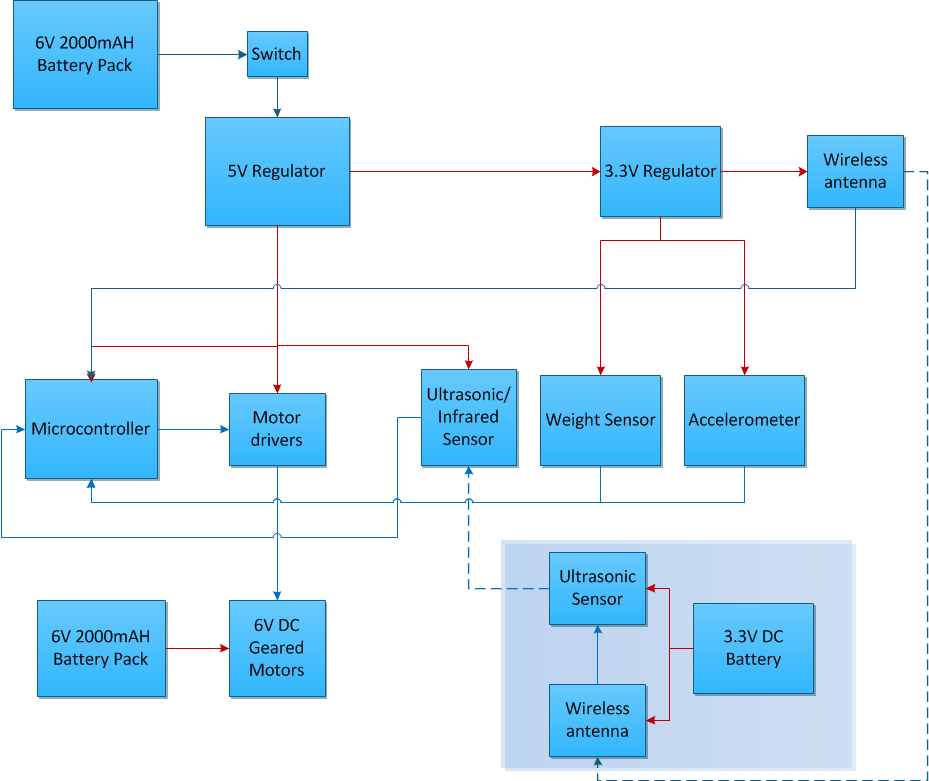 6V 2000mAH
Battery Pack
Switch
5V Regulator
3.3V Regulator
Wireless
antenna
Microcontroller
Motor
drivers
Ultrasonic/
Infrared
Sensor
Weight Sensor
Accelerometer
Ultrasonic
Sensor
6V 2000mAH
Battery Pack
6V DC
Geared
Motors
3.3V DC
Battery
Wireless
antenna